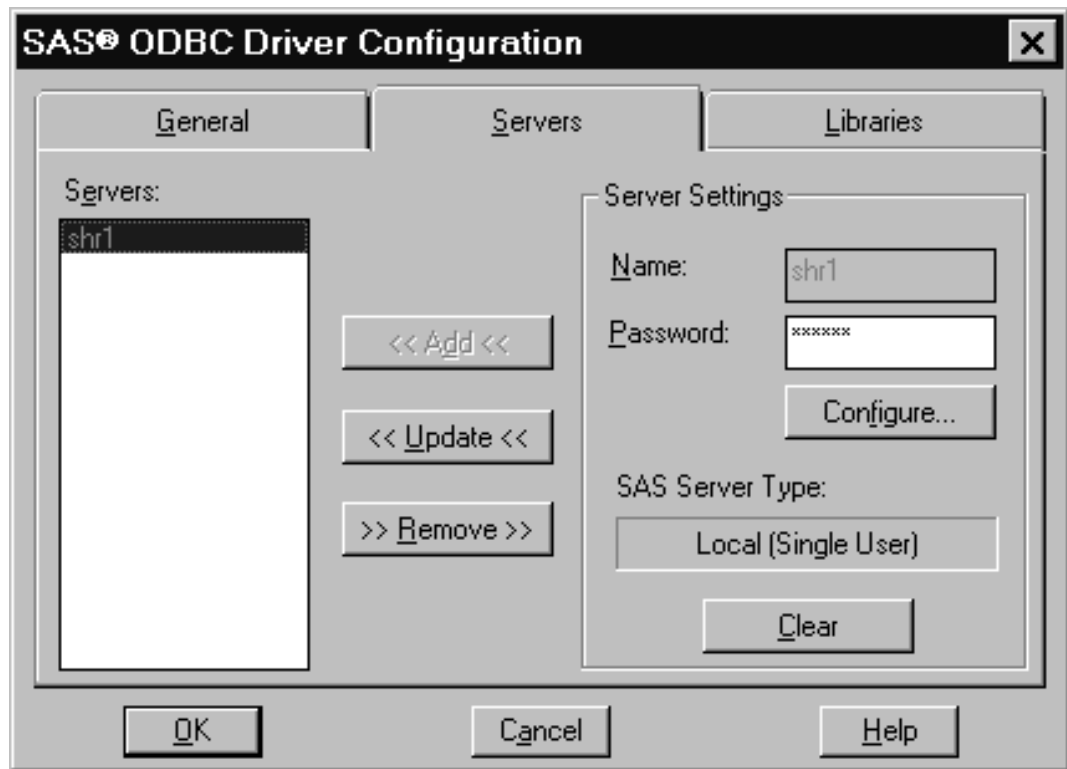 SAS® ODBC Driver Configuration
General
Servers
Libraries
Servers:
shr1
<< Add <<
<< Update <<
>> Remove >>
Server Settings
Name:
shr1
Password:
××××××
Configure...
SAS Server Type:
Local (Single User)
Clear
OK
Cancel
Help